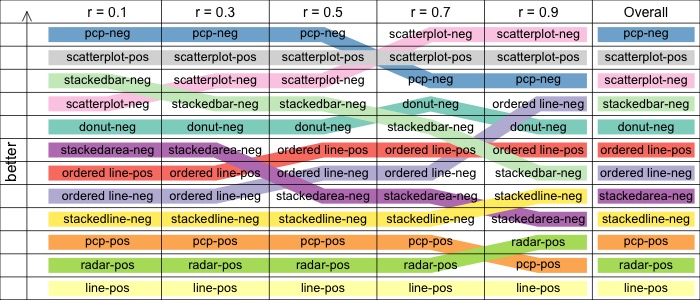 r = 0.1 r = 0.3 r = 0.5 r = 0.7 r = 0.9 Overall
pcp-neg pcp-neg pcp-neg scatterplot-neg scatterplot-neg pcp-neg
scatterplot-pos scatterplot-pos scatterplot-pos scatterplot-pos scatterplot-pos scatterplot-pos
stackedbar-neg scatterplot-neg scatterplot-neg pcp-neg pcp-neg scatterplot-neg
scatterplot-neg stackedbar-neg stackedbar-neg donut-neg ordered line-neg stackedbar-neg
donut-neg donut-neg donut-neg stackedbar-neg donut-neg donut-neg
stackedarea-neg stackedarea-neg ordered line-pos ordered line-pos ordered line-pos ordered line-pos
ordered line-pos ordered line-pos ordered line-neg ordered line-neg stackedbar-neg ordered line-neg
ordered line-neg ordered line-neg stackedarea-neg stackedarea-neg stackedline-neg stackedarea-neg
stackedline-neg stackedline-neg stackedline-neg stackedline-neg stackedarea-neg stackedline-neg
pcp-pos pcp-pos pcp-pos pcp-pos radar-pos pcp-pos
radar-pos radar-pos radar-pos radar-pos pcp-pos radar-pos
line-pos line-pos line-pos line-pos line-pos line-pos
better